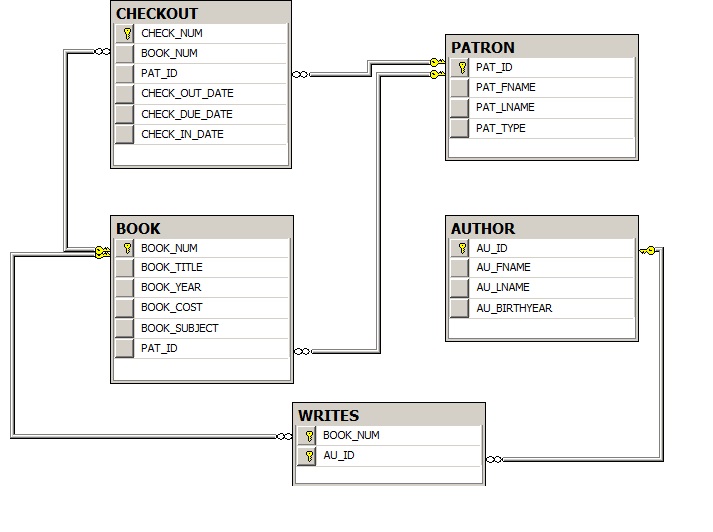 CHECKOUT
CHECK_NUM
BOOK_NUM
PAT_ID
CHECK_OUT_DATE
CHECK_DUE_DATE
CHECK_IN_DATE
PATRON
PAT_ID
PAT_FNAME
PAT_LNAME
PAT_TYPE
BOOK
BOOK_NUM
BOOK_TITLE
BOOK_YEAR
BOOK_COST
BOOK_SUBJECT
PAT_ID
AUTHOR
AU_ID
AU_FNAME
AU_LNAME
AU_BIRTHYEAR
WRITES
BOOK_NUM
AU_ID